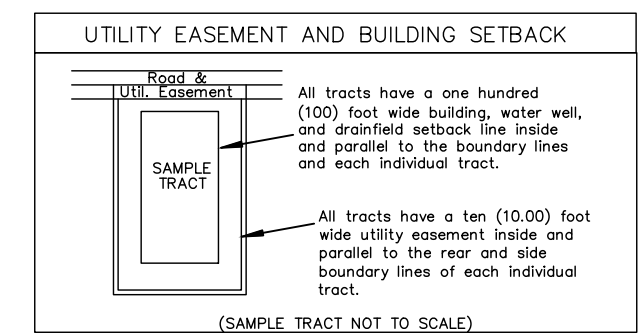 UTILITY EASEMENT AND BUILDING SETBACK
Road &
Util. Easement
SAMPLE
TRACT
All tracts have a one hundred
(100) foot wide building, water well,
and drainfield setback line inside
and parallel to the boundary lines
and each individual tract.
All tracts have a ten (10.00) foot
wide utility easement inside and
parallel to the rear and side
boundary lines of each individual
tract.
(SAMPLE TRACT NOT TO SCALE)